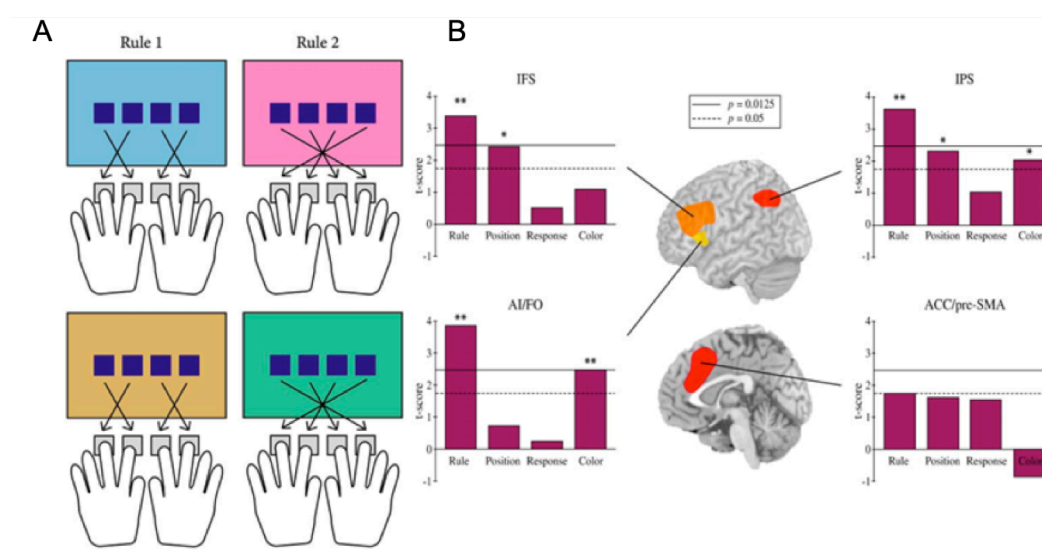 A
B
Rule 1
Rule 2
IFS
**
*
4
3
2
1
0
-1
t-score
Rule Position Response Color
p = 0.0125
p = 0.05
IPS
**
*
*
4
3
2
1
0
-1
t-score
Rule Position Response Color
AI/FO
**
**
4
3
2
1
0
-1
t-score
Rule Position Response Color
ACC/pre-SMA
4
3
2
1
0
-1
t-score
Rule Position Response Color